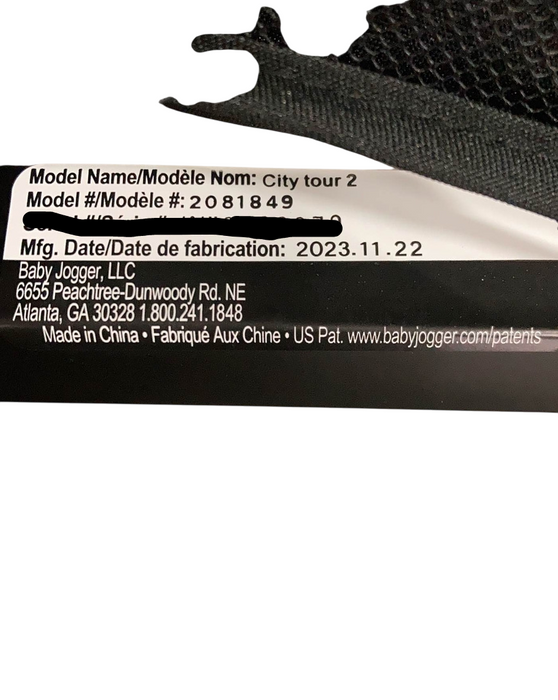 Model Name/Modèle Nom: City tour 2
Model #/Modèle #: 2081849
Mfg. Date/Date de fabrication: 2023.11.22
Baby Jogger, LLC
6655 Peachtree-Dunwoody Rd. NE
Atlanta, GA 30328 1.800.241.1848
Made in China • Fabriqué Aux Chine • US Pat. www.babyjogger.com/patents